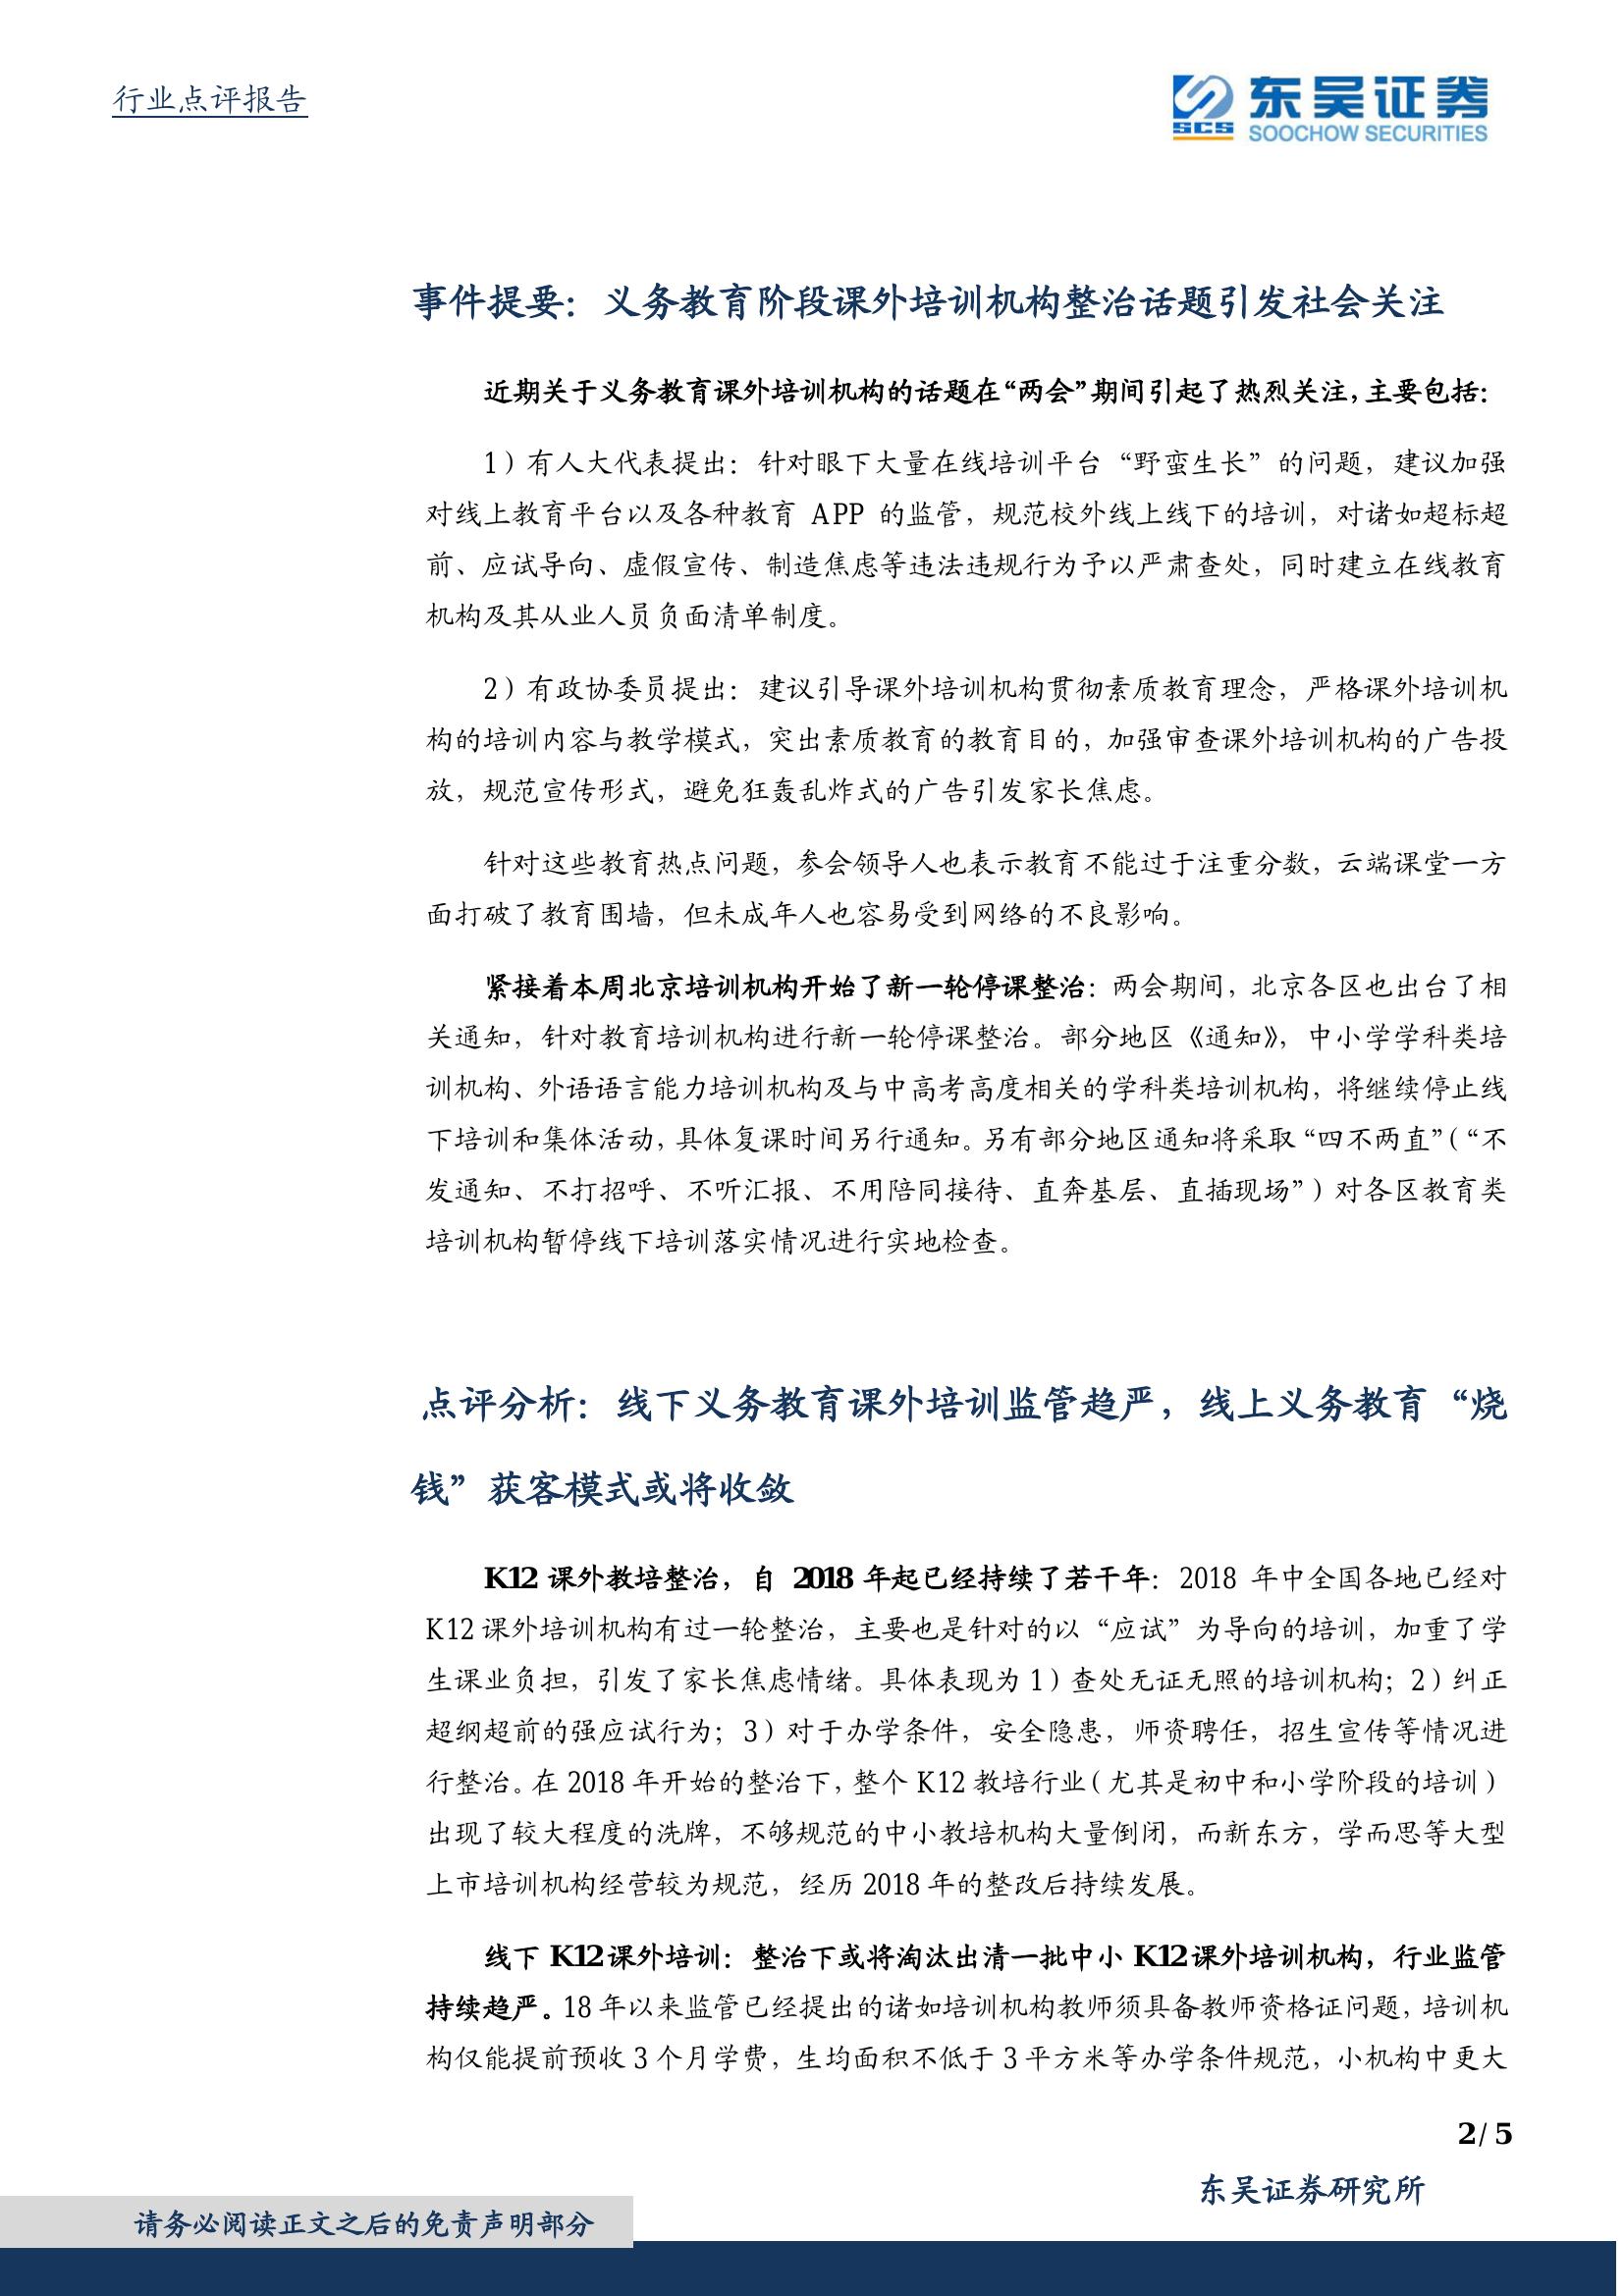 行业点评报告
东吴证券
SCS
SOOCHOW SECURITIES
事件提要：义务教育阶段课外培训机构整治话题引发社会关注
近期关于义务教育课外培训机构的话题在“两会”期间引起了热烈关注，主要包括：
1）有人大代表提出：针对眼下大量在线培训平台“野蛮生长”的问题，建议加强
对线上教育平台以及各种教育 APP 的监管，规范校外线上线下的培训，对诸如超标超
前、应试导向、虚假宣传、制造焦虑等违法违规行为予以严肃查处，同时建立在线教育
机构及其从业人员负面清单制度。
2）有政协委员提出：建议引导课外培训机构贯彻素质教育理念，严格课外培训机
构的培训内容与教学模式，突出素质教育的教育目的，加强审查课外培训机构的广告投
放，规范宣传形式，避免狂轰乱炸式的广告引发家长焦虑。
针对这些教育热点问题，参会领导人也表示教育不能过于注重分数，云端课堂一方
面打破了教育围墙，但未成年人也容易受到网络的不良影响。
紧接着本周北京培训机构开始了新一轮停课整治：两会期间，北京各区也出台了相
关通知，针对教育培训机构进行新一轮停课整治。部分地区《通知》，中小学学科类培
训机构、外语语言能力培训机构及与中高考高度相关的学科类培训机构，将继续停止线
下培训和集体活动，具体复课时间另行通知。另有部分地区通知将采取“四不两直”（“不
发通知、不打招呼、不听汇报、不用陪同接待、直奔基层、直插现场”）对各区教育类
培训机构暂停线下培训落实情况进行实地检查。
点评分析：线下义务教育课外培训监管趋严，线上义务教育“烧
钱”获客模式或将收敛
K12 课外教培整治，自 2018 年起已经持续了若干年：2018 年中全国各地已经对
K12 课外培训机构有过一轮整治，主要也是针对的以“应试”为导向的培训，加重了学
生课业负担，引发了家长焦虑情绪。具体表现为 1）查处无证无照的培训机构；2）纠正
超纲超前的强应试行为；3）对于办学条件，安全隐患，师资聘任，招生宣传等情况进
行整治。在 2018 年开始的整治下，整个 K12 教培行业（尤其是初中和小学阶段的培训）
出现了较大程度的洗牌，不够规范的中小教培机构大量倒闭，而新东方，学而思等大型
上市培训机构经营较为规范，经历 2018 年的整改后持续发展。
线下 K12 课外培训：整治下或将淘汰出清一批中小 K12 课外培训机构，行业监管
持续趋严。18 年以来监管已经提出的诸如培训机构教师须具备教师资格证问题，培训机
构仅能提前预收 3 个月学费，生均面积不低于 3 平方米等办学条件规范，小机构中更大
2 / 5
东吴证券研究所
请务必阅读正文之后的免责声明部分